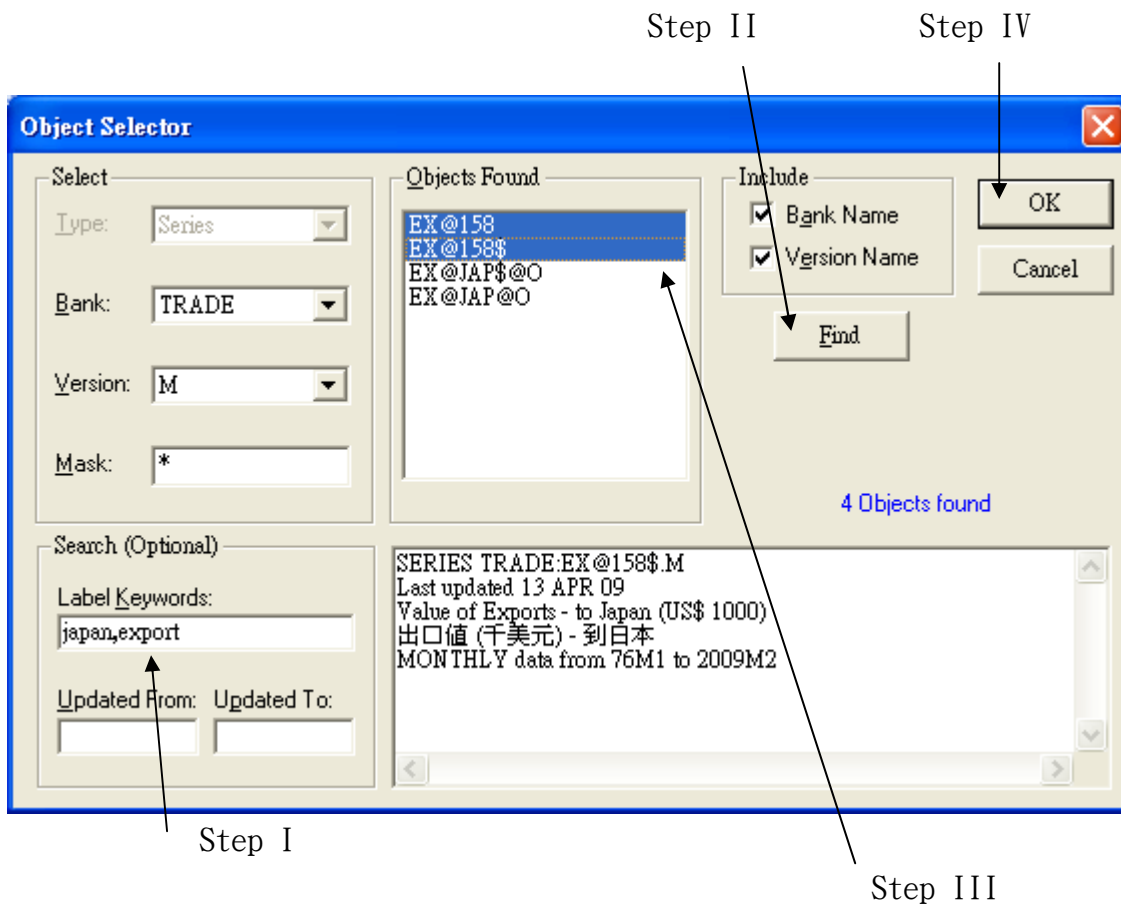 Step II
Step IV
Object Selector
Select
Type:
Series
Bank:
TRADE
Version:
M
Mask:
*
Objects Found
EX@158
EX@158$
EX@JAP$@O
EX@JAP@O
Include
Bank Name
Version Name
Find
OK
Cancel
4 Objects found
Search (Optional)
Label Keywords:
japan,export
Updated From:
Updated To:
SERIES TRADE:EX@158$.M
Last updated 13 APR 09
Value of Exports - to Japan (US$ 1000)
出口値 (千美元) - 到日本
MONTHLY data from 76M1 to 2009M2
Step I
Step III